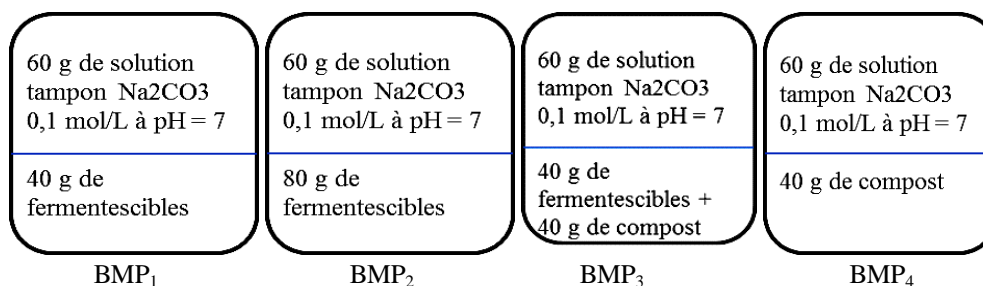 60 g de solution
tampon Na2CO3
0,1 mol/L à pH = 7
40 g de
fermentescibles
BMP₁
60 g de solution
tampon Na2CO3
0,1 mol/L à pH = 7
80 g de
fermentescibles
BMP₂
60 g de solution
tampon Na2CO3
0,1 mol/L à pH = 7
40 g de
fermentescibles +
40 g de compost
BMP₃
60 g de solution
tampon Na2CO3
0,1 mol/L à pH = 7
40 g de compost
BMP₄